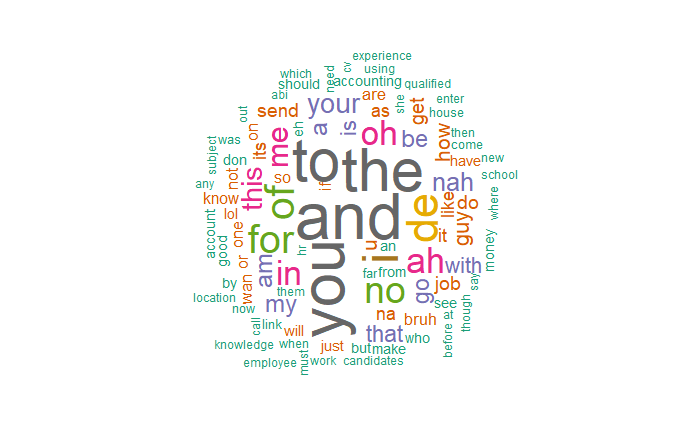 experience
which
using
need
cv
should
accounting
qualified
abi
your
are
she
enter
out
send
a
is
as
get
house
on
eh
oh
be
how
then
was
its
me
to
the
come
new
subject
don
have
any
not
this
so
if
nah
school
know
of
and
de
like
do
where
lol
guy
account
good
one
for
hr
you
u
an
i
it
money
or
am
in
them
far
from
ah
with
say
by
wan
no
go
job
though
location
my
see
now
na
bruh
at
call
link
will
that
who
before
knowledge
when
just
but
make
employee
must
work
candidates